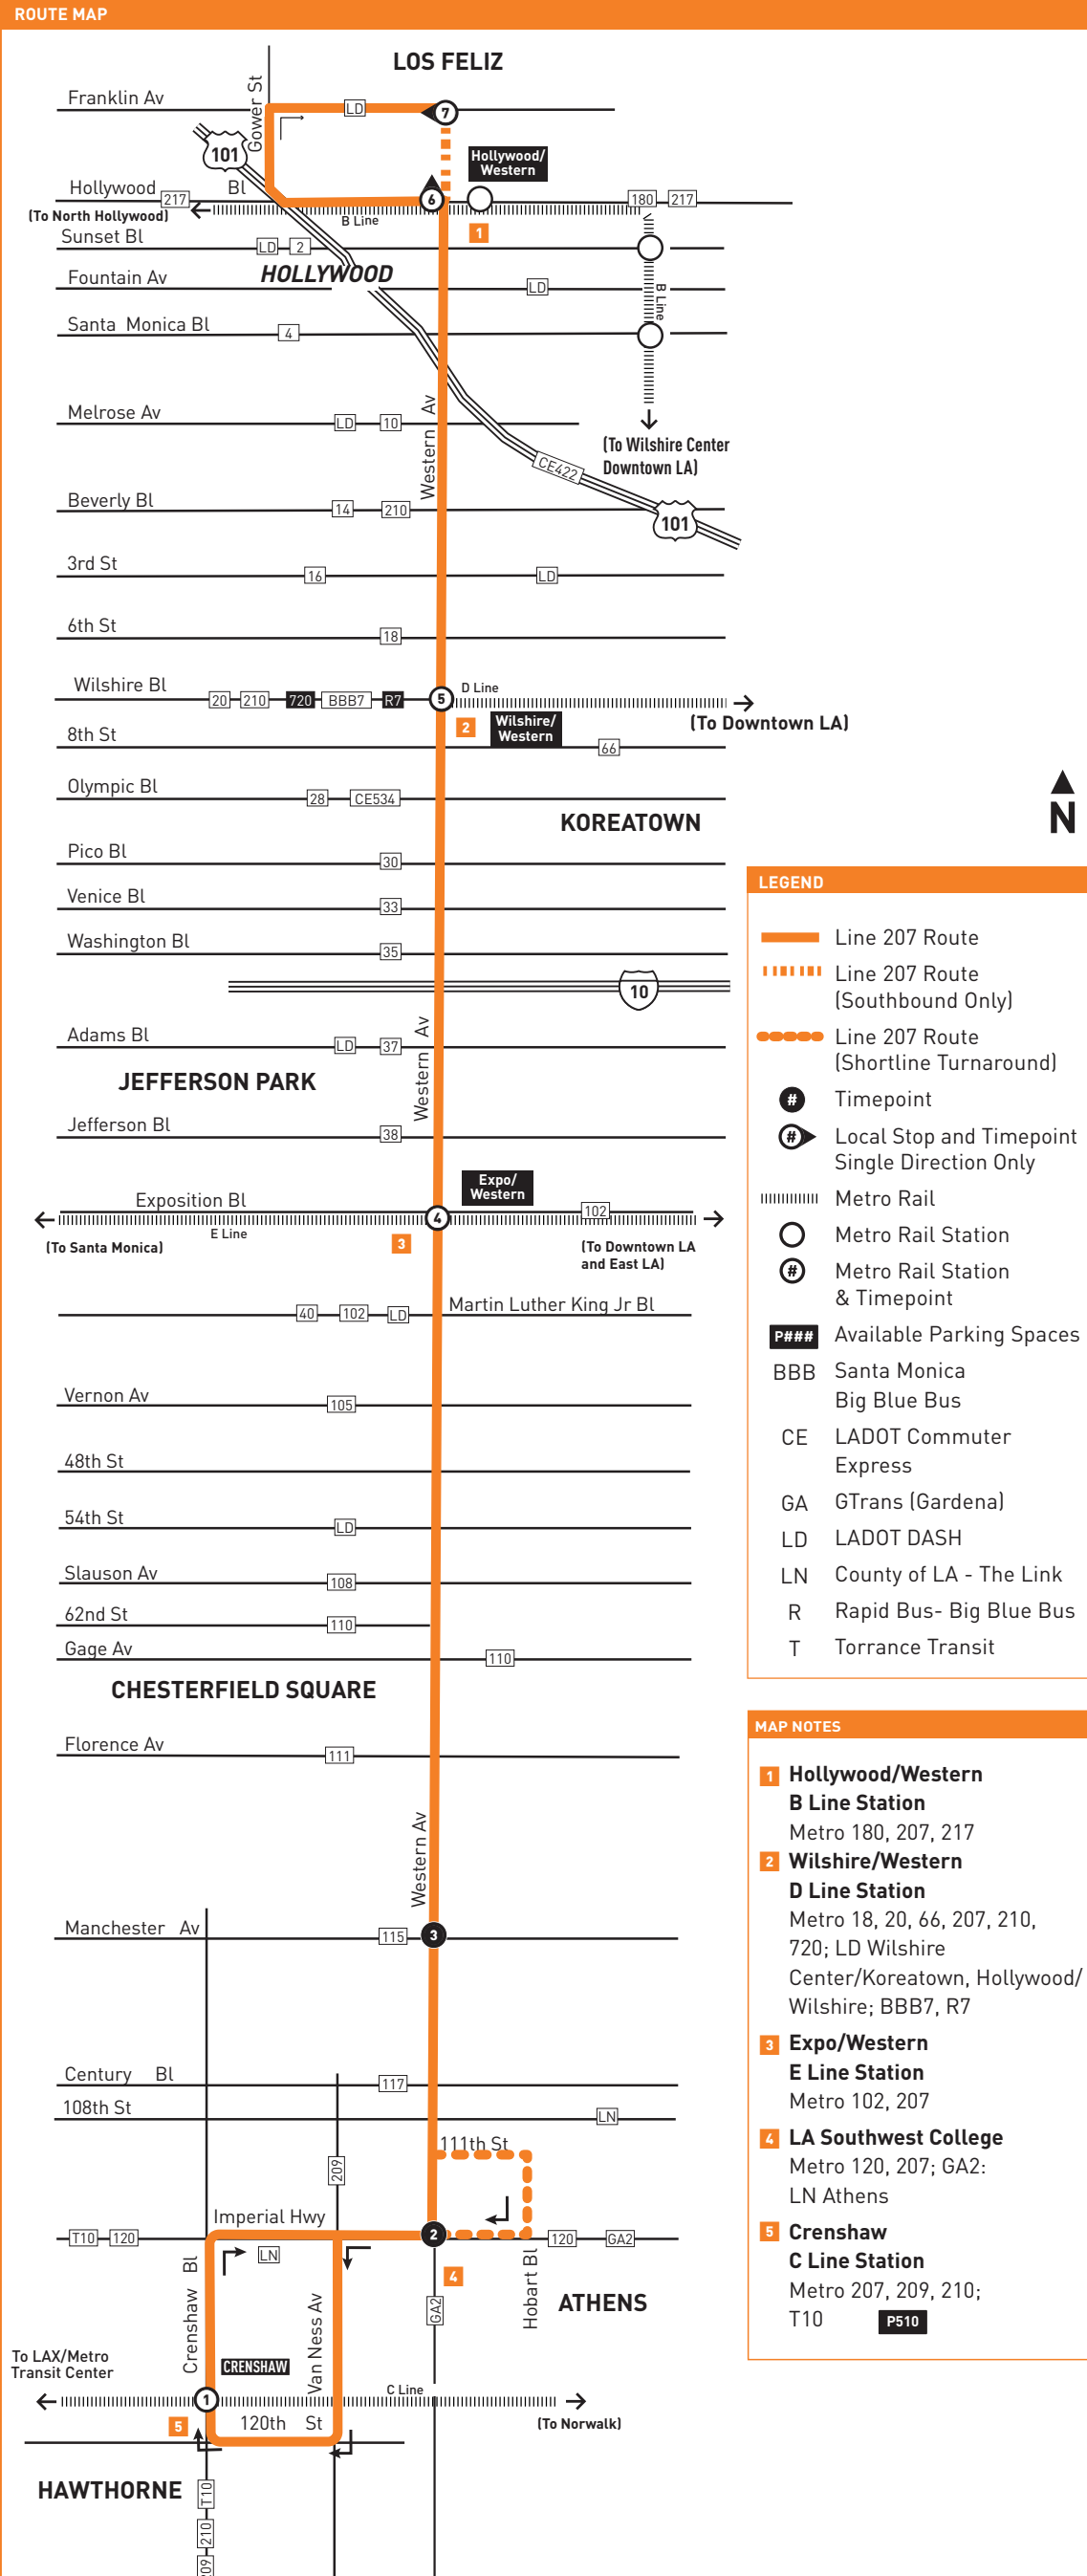 ROUTE MAP
LOS FELIZ
Franklin Av
Gower St
LD
7
101
Hollywood/
Western
Hollywood Bl
217
6
180
217
(To North Hollywood)
B Line
1
Sunset Bl
LD
2
HOLLYWOOD
Fountain Av
LD
B Line
Santa Monica Bl
4
Western Av
Melrose Av
LD
10
(To Wilshire Center
Downtown LA)
CE422
Beverly Bl
14
210
101
3rd St
16
LD
6th St
18
Wilshire Bl
20
210
720
BBB7
R7
5
D Line
2
Wilshire/
Western
(To Downtown LA)
8th St
66
Olympic Bl
28
CE534
KOREATOWN
N
Pico Bl
30
Venice Bl
33
Washington Bl
35
10
Western Av
Adams Bl
LD
37
JEFFERSON PARK
Jefferson Bl
38
Expo/
Western
Exposition Bl
102
4
E Line
(To Santa Monica)
3
(To Downtown LA
and East LA)
Martin Luther King Jr Bl
40
102
LD
Vernon Av
105
48th St
54th St
LD
Slauson Av
108
62nd St
110
Gage Av
110
CHESTERFIELD SQUARE
Florence Av
111
Western Av
Manchester Av
115
3
Century Bl
117
108th St
LN
111th St
209
Imperial Hwy
T10
120
2
120
GA2
LN
4
GA2
Hobart Bl
ATHENS
Crenshaw Bl
Van Ness Av
To LAX/Metro
Transit Center
CRENSHAW
C Line
1
5
120th St
(To Norwalk)
HAWTHORNE
T10
210
209
LEGEND
Line 207 Route
Line 207 Route
(Southbound Only)
Line 207 Route
(Shortline Turnaround)
# Timepoint
# Local Stop and Timepoint
Single Direction Only
Metro Rail
Metro Rail Station
# Metro Rail Station
& Timepoint
P### Available Parking Spaces
BBB Santa Monica
Big Blue Bus
CE LADOT Commuter
Express
GA GTrans (Gardena)
LD LADOT DASH
LN County of LA - The Link
R Rapid Bus- Big Blue Bus
T Torrance Transit
MAP NOTES
1 Hollywood/Western
B Line Station
Metro 180, 207, 217
2 Wilshire/Western
D Line Station
Metro 18, 20, 66, 207, 210,
720; LD Wilshire
Center/Koreatown, Hollywood/
Wilshire; BBB7, R7
3 Expo/Western
E Line Station
Metro 102, 207
4 LA Southwest College
Metro 120, 207; GA2:
LN Athens
5 Crenshaw
C Line Station
Metro 207, 209, 210;
T10 P510